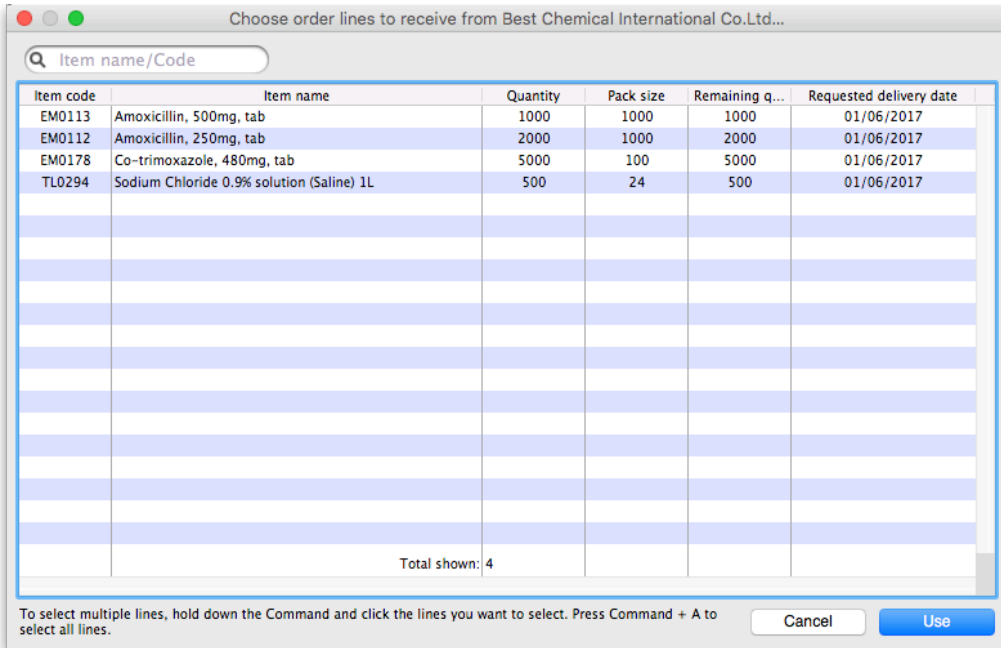 Choose order lines to receive from Best Chemical International Co.Ltd...
Item name/Code
Item code Item name Quantity Pack size Remaining q... Requested delivery date
EM0113 Amoxicillin, 500mg, tab 1000 1000 1000 01/06/2017
EM0112 Amoxicillin, 250mg, tab 2000 1000 2000 01/06/2017
EM0178 Co-trimoxazole, 480mg, tab 5000 100 5000 01/06/2017
TL0294 Sodium Chloride 0.9% solution (Saline) 1L 500 24 500 01/06/2017
Total shown: 4
To select multiple lines, hold down the Command and click the lines you want to select. Press Command + A to
select all lines.
Cancel Use